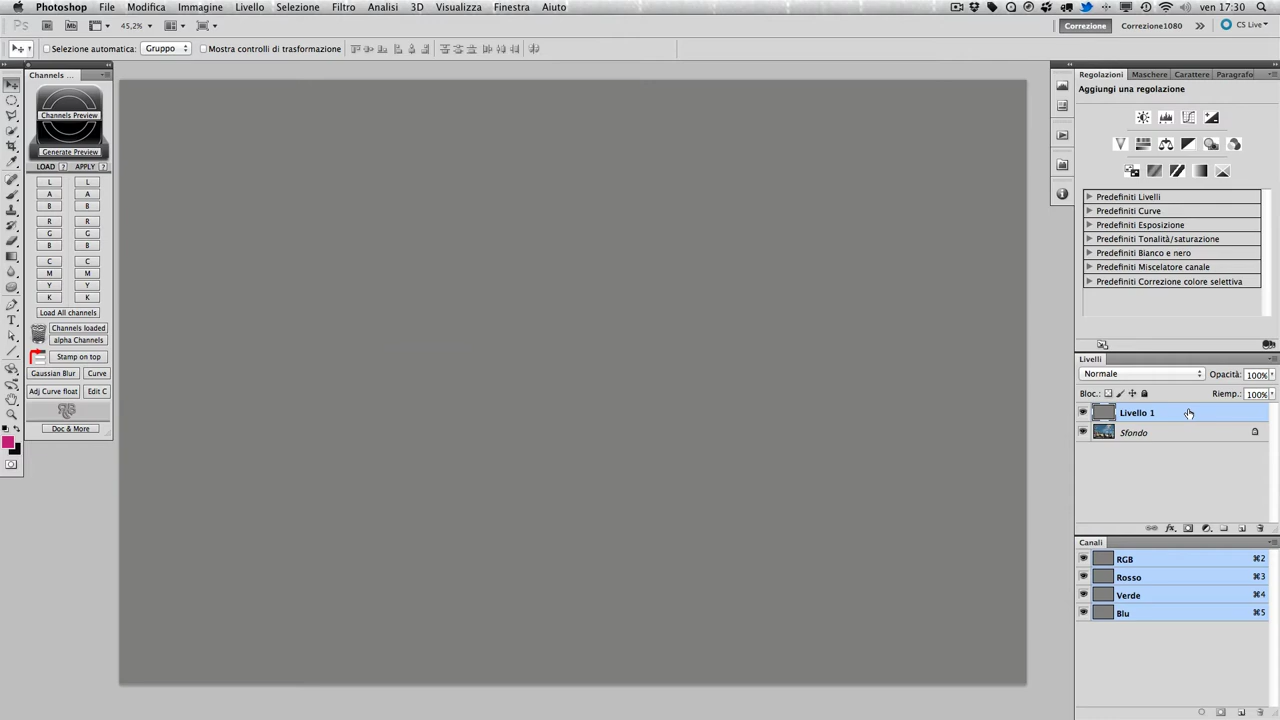 Photoshop File Modifica Immagine Livello Selezione Filtro Analisi 3D Visualizza Finestra Aiuto ven 17:30
Ps Br Mb 45,2% Correzione Correzione1080 >> CS Live
Selezione automatica: Gruppo Mostra controlli di trasformazione
Channels ...
Channels Preview
Generate Preview
LOAD ? APPLY ?
L L
A A
B B
R R
G G
B B
C C
M M
Y Y
K K
Load All channels
Channels loaded
alpha Channels
Stamp on top
Gaussian Blur Curve
Adj Curve float Edit C
Doc & More
Regolazioni Maschere Carattere Paragrafo
Aggiungi una regolazione
Predefiniti Livelli
Predefiniti Curve
Predefiniti Esposizione
Predefiniti Tonalità/saturazione
Predefiniti Bianco e nero
Predefiniti Miscelatore canale
Predefiniti Correzione colore selettiva
Livelli
Normale Opacità: 100%
Bloc.: Riemp.: 100%
Livello 1
Sfondo
Canali
RGB ⌘2
Rosso ⌘3
Verde ⌘4
Blu ⌘5